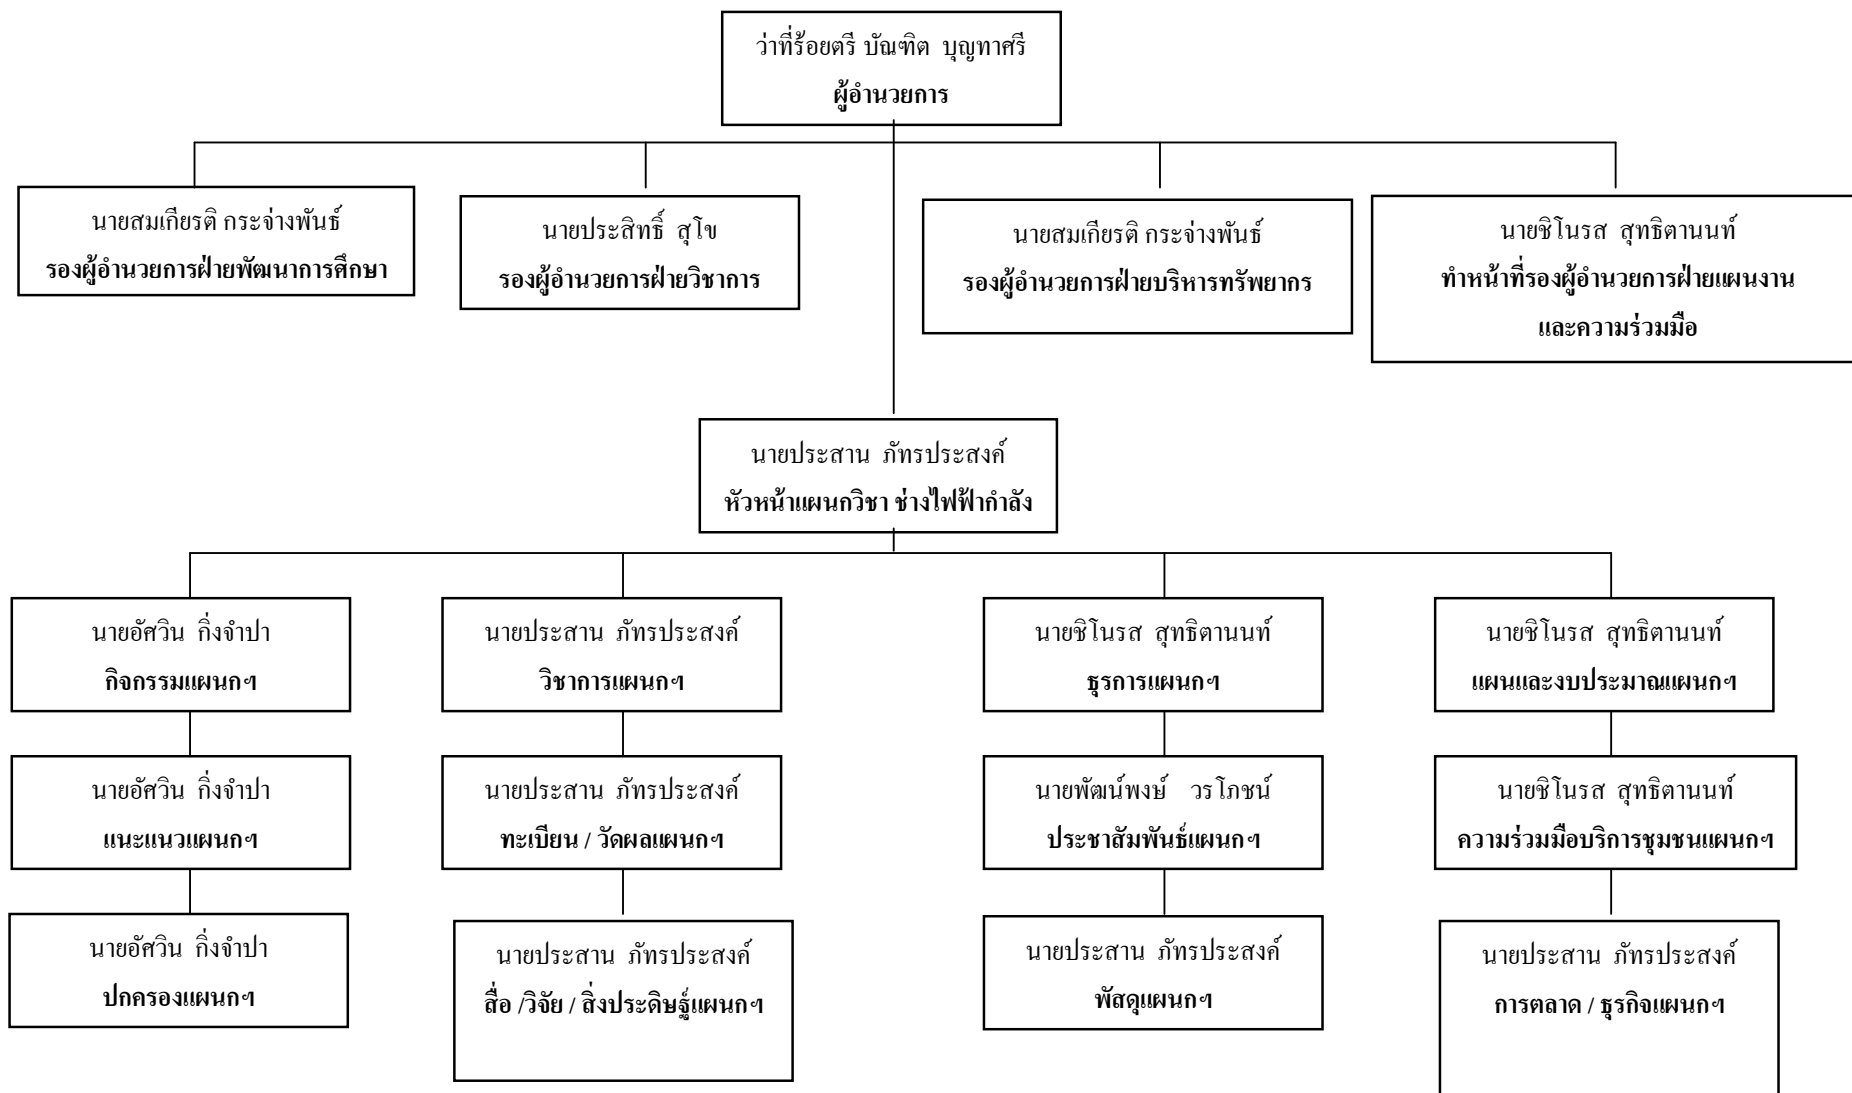 ว่าที่ร้อยตรี บัณฑิต บุญทาศรี
ผู้อำนวยการ
นายสมเกียรติ กระจ่างพันธ์
รองผู้อำนวยการฝ่ายพัฒนาการศึกษา
นายประสิทธิ์ สุโข
รองผู้อำนวยการฝ่ายวิชาการ
นายสมเกียรติ กระจ่างพันธ์
รองผู้อำนวยการฝ่ายบริหารทรัพยากร
นายชิโนรส สุทธิตานนท์
ทำหน้าที่รองผู้อำนวยการฝ่ายแผนงาน
และความร่วมมือ
นายประสาน ภัทรประสงค์
หัวหน้าแผนกวิชา ช่างไฟฟ้ากำลัง
นายอัศวิน กิ่งจำปา
กิจกรรมแผนกฯ
นายประสาน ภัทรประสงค์
วิชาการแผนกฯ
นายชิโนรส สุทธิตานนท์
ธุรการแผนกฯ
นายชิโนรส สุทธิตานนท์
แผนและงบประมาณแผนกฯ
นายอัศวิน กิ่งจำปา
แนะแนวแผนกฯ
นายประสาน ภัทรประสงค์
ทะเบียน / วัดผลแผนกฯ
นายพัฒน์พงษ์ วรโภชน์
ประชาสัมพันธ์แผนกฯ
นายชิโนรส สุทธิตานนท์
ความร่วมมือบริการชุมชนแผนกฯ
นายอัศวิน กิ่งจำปา
ปกครองแผนกฯ
นายประสาน ภัทรประสงค์
สื่อ /วิจัย / สิ่งประดิษฐ์แผนกฯ
นายประสาน ภัทรประสงค์
พัสดุแผนกฯ
นายประสาน ภัทรประสงค์
การตลาด / ธุรกิจแผนกฯ